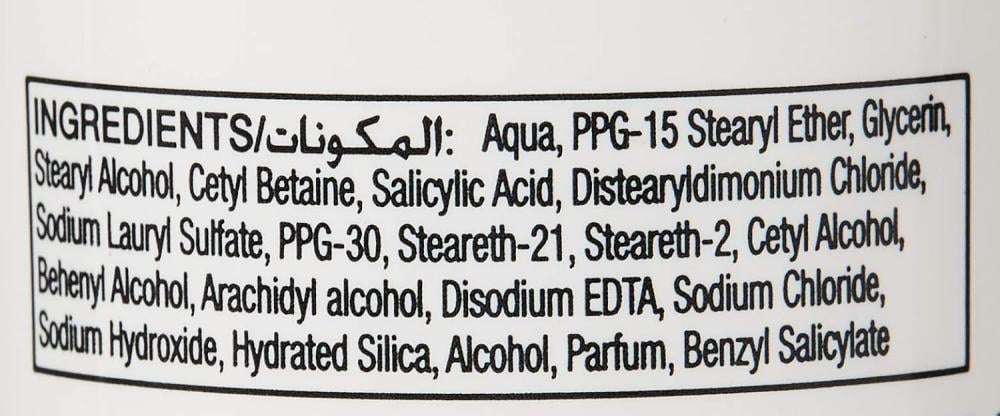 INGREDIENTS/المكونات: Aqua, PPG-15 Stearyl Ether, Glycerin,
Stearyl Alcohol, Cetyl Betaine, Salicylic Acid, Distearyldimonium Chloride,
Sodium Lauryl Sulfate, PPG-30, Steareth-21, Steareth-2, Cetyl Alcohol,
Behenyl Alcohol, Arachidyl alcohol, Disodium EDTA, Sodium Chloride,
Sodium Hydroxide, Hydrated Silica, Alcohol, Parfum, Benzyl Salicylate